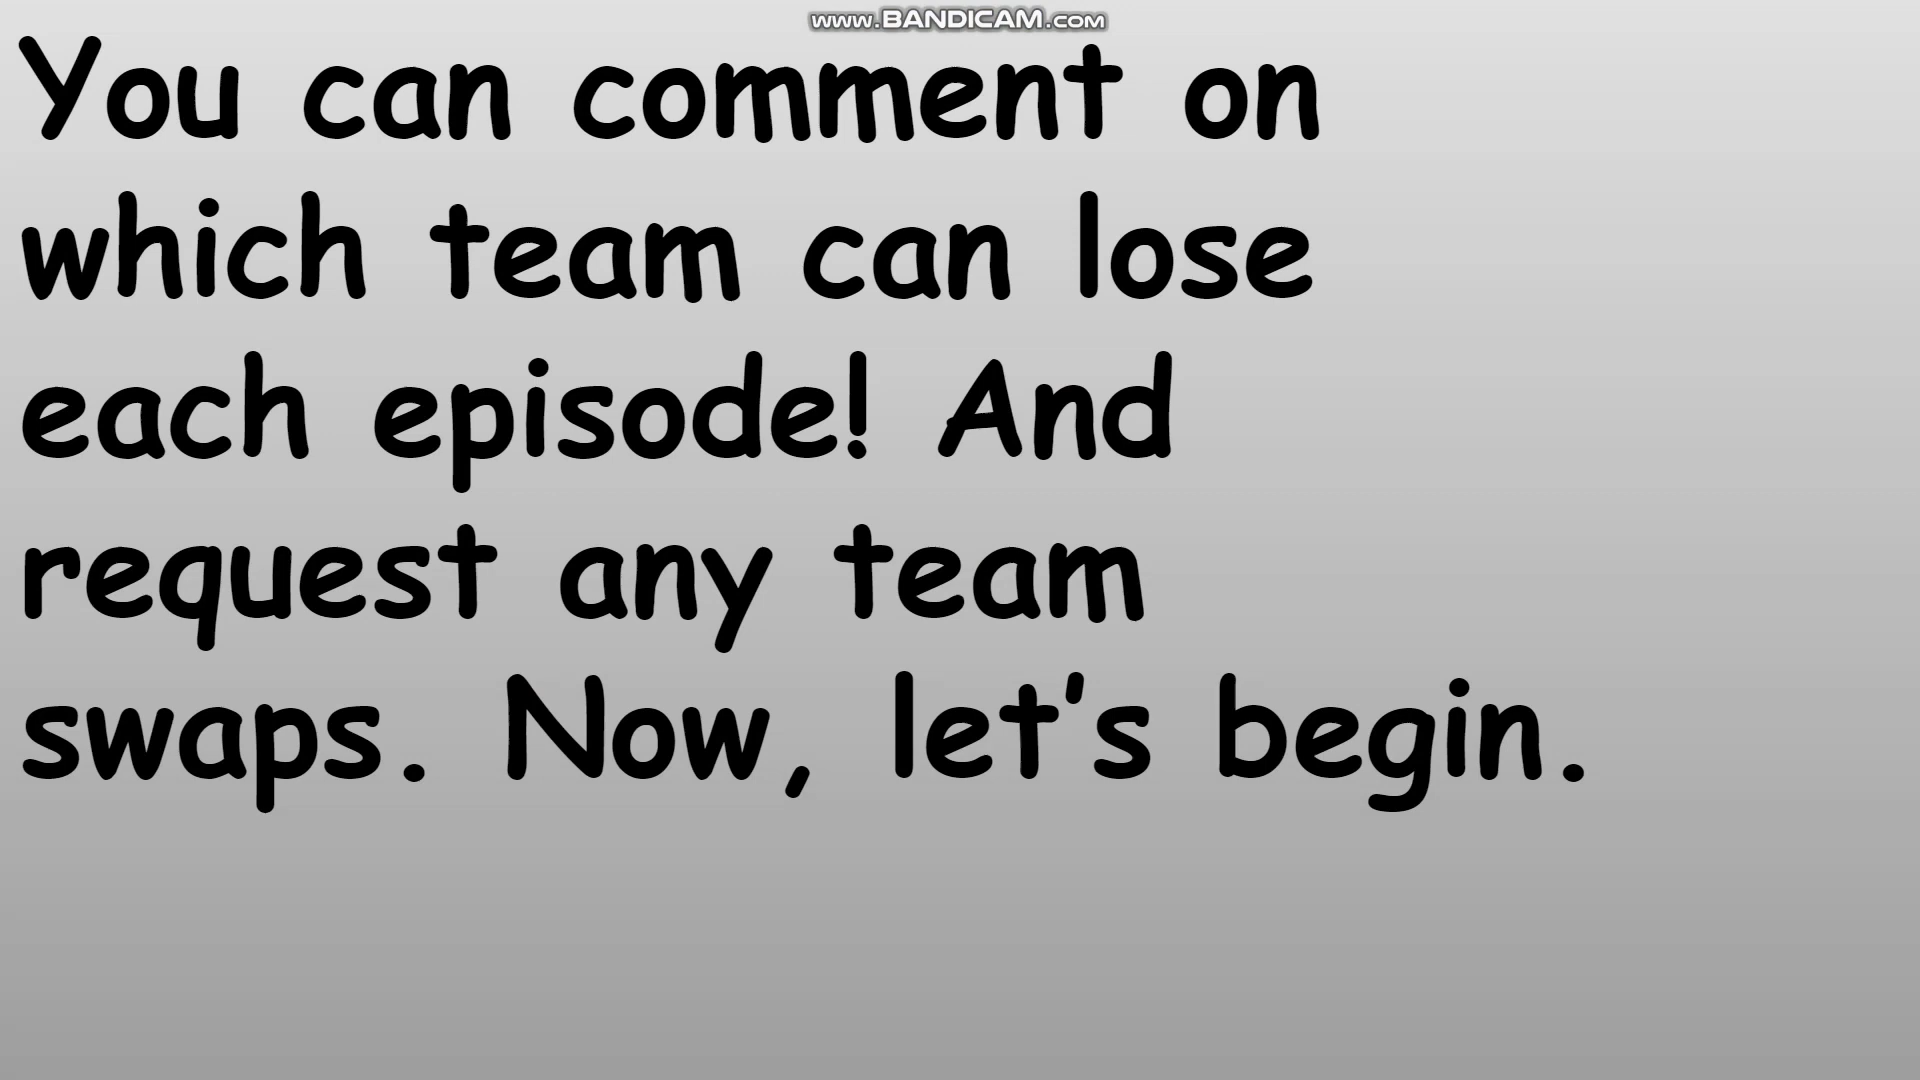 www.BANDICAM.com
You can comment on
which team can lose
each episode! And
request any team
swaps. Now, let's begin.